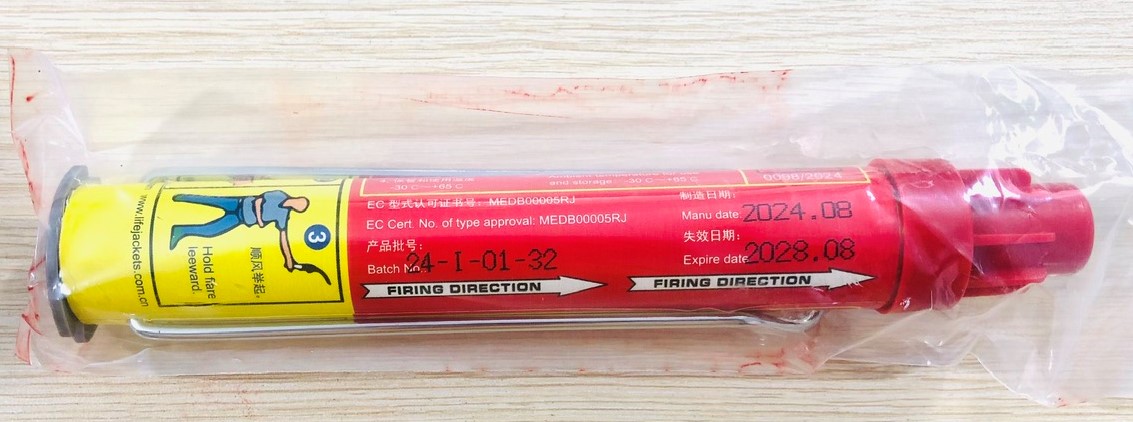 www.lifejackets.com.cn
3
顺风举起。
Hold flare
leeward.
-30℃—+65℃
and storage: -30℃—+65℃
0098/2024
EC 型式认可证书号: MEDB00005RJ
EC Cert. No. of type approval: MEDB00005RJ
产品批号:
Batch No.: 24-I-01-32
制造日期:
Manu date: 2024.08
失效日期:
Expire date: 2028.08
FIRING DIRECTION
FIRING DIRECTION